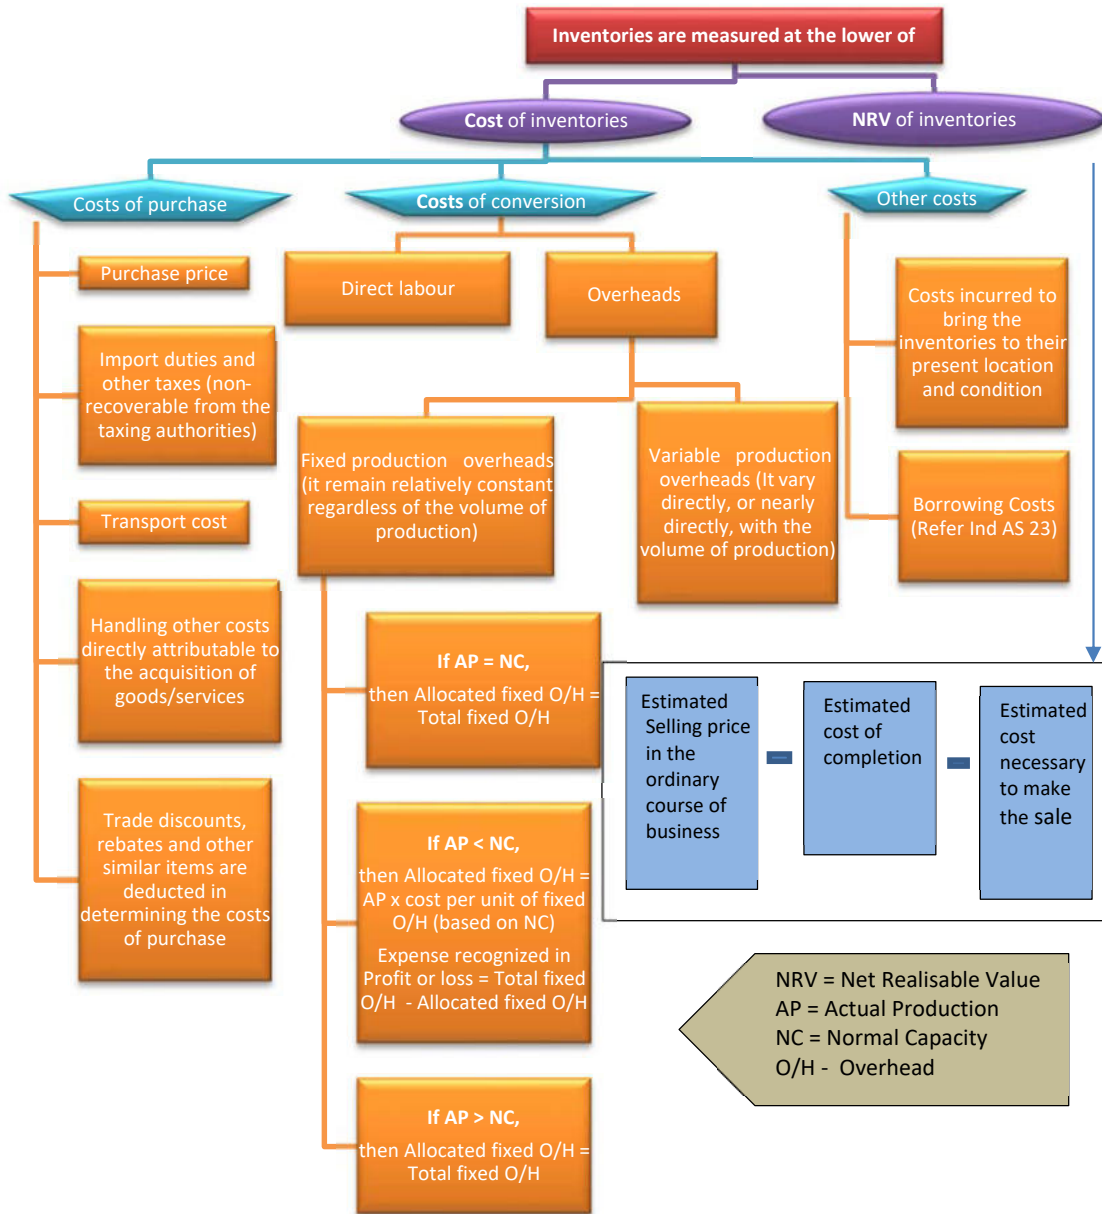 Inventories are measured at the lower of
Cost of inventories
NRV of inventories
Costs of purchase
Costs of conversion
Other costs
Purchase price
Import duties and
other taxes (non-
recoverable from the
taxing authorities)
Transport cost
Handling other costs
directly attributable to
the acquisition of
goods/services
Trade discounts,
rebates and other
similar items are
deducted in
determining the costs
of purchase
Direct labour
Overheads
Fixed production overheads
(it remain relatively constant
regardless of the volume of
production)
Variable production
overheads (It vary
directly, or nearly
directly, with the
volume of production)
If AP = NC,
then Allocated fixed O/H =
Total fixed O/H
If AP < NC,
then Allocated fixed O/H =
AP x cost per unit of fixed
O/H (based on NC)
Expense recognized in
Profit or loss = Total fixed
O/H - Allocated fixed O/H
If AP > NC,
then Allocated fixed O/H =
Total fixed O/H
Costs incurred to
bring the
inventories to their
present location
and condition
Borrowing Costs
(Refer Ind AS 23)
Estimated
Selling price
in the
ordinary
course of
business
Estimated
cost of
completion
Estimated
cost
necessary
to make
the sale
NRV = Net Realisable Value
AP = Actual Production
NC = Normal Capacity
O/H - Overhead